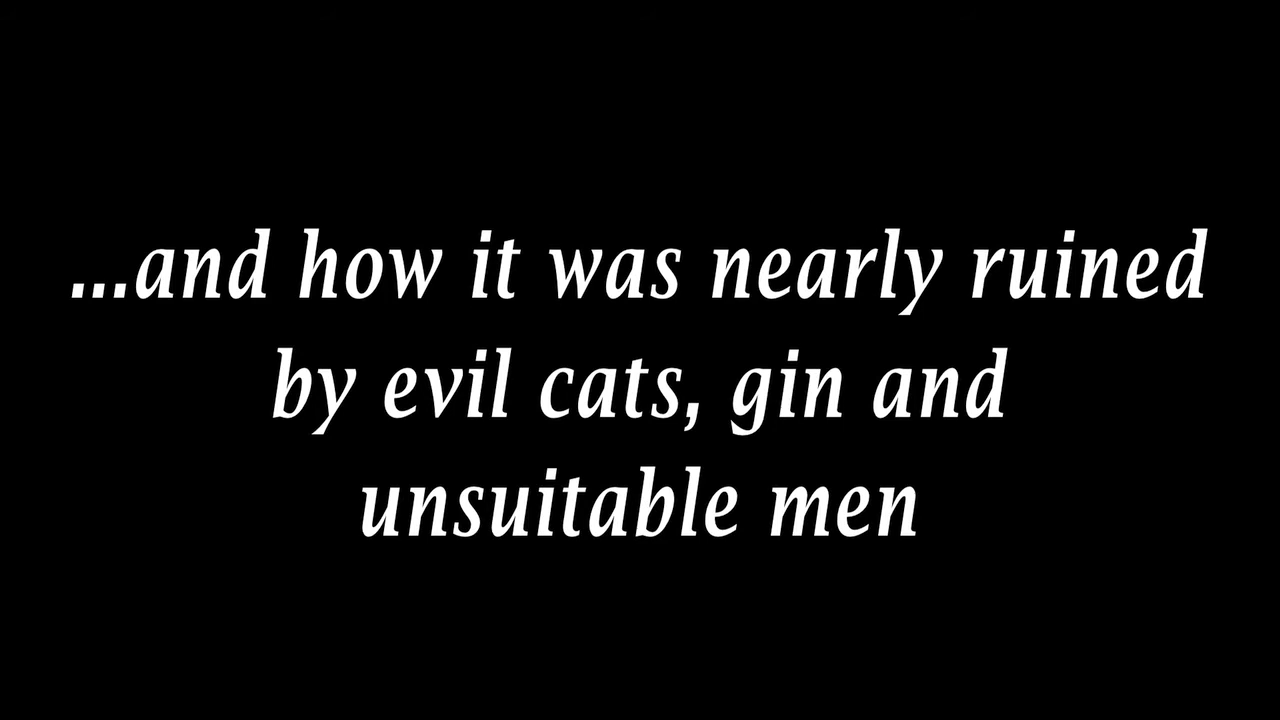 ...and how it was nearly ruined
by evil cats, gin and
unsuitable men